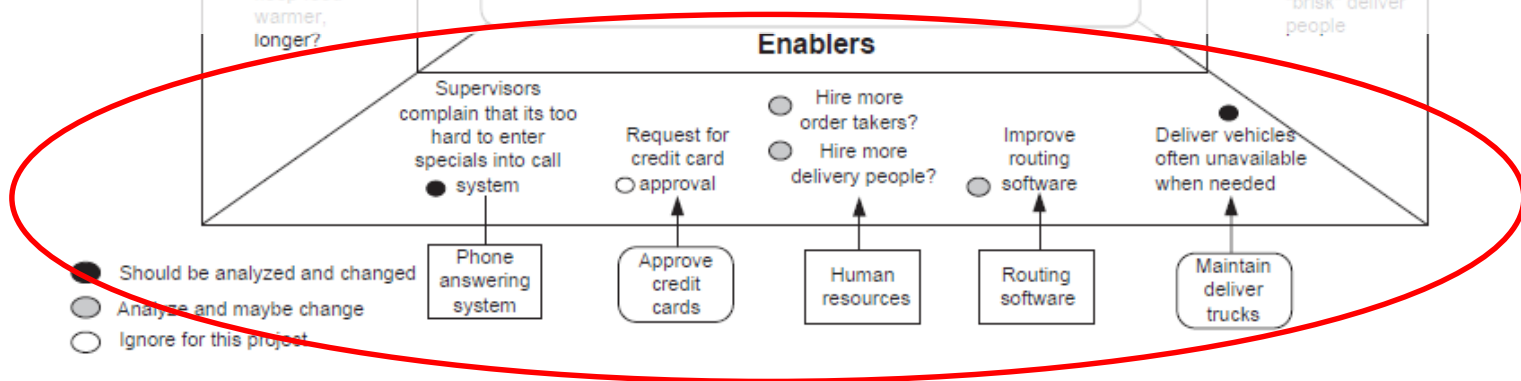 warmer,
longer?
"brisk" deliver
people
Enablers
Supervisors
complain that its too
hard to enter
specials into call
system
Request for
credit card
approval
Hire more
order takers?
Hire more
delivery people?
Improve
routing
software
Deliver vehicles
often unavailable
when needed
Phone
answering
system
Approve
credit
cards
Human
resources
Routing
software
Maintain
deliver
trucks
Should be analyzed and changed
Analyze and maybe change
Ignore for this project